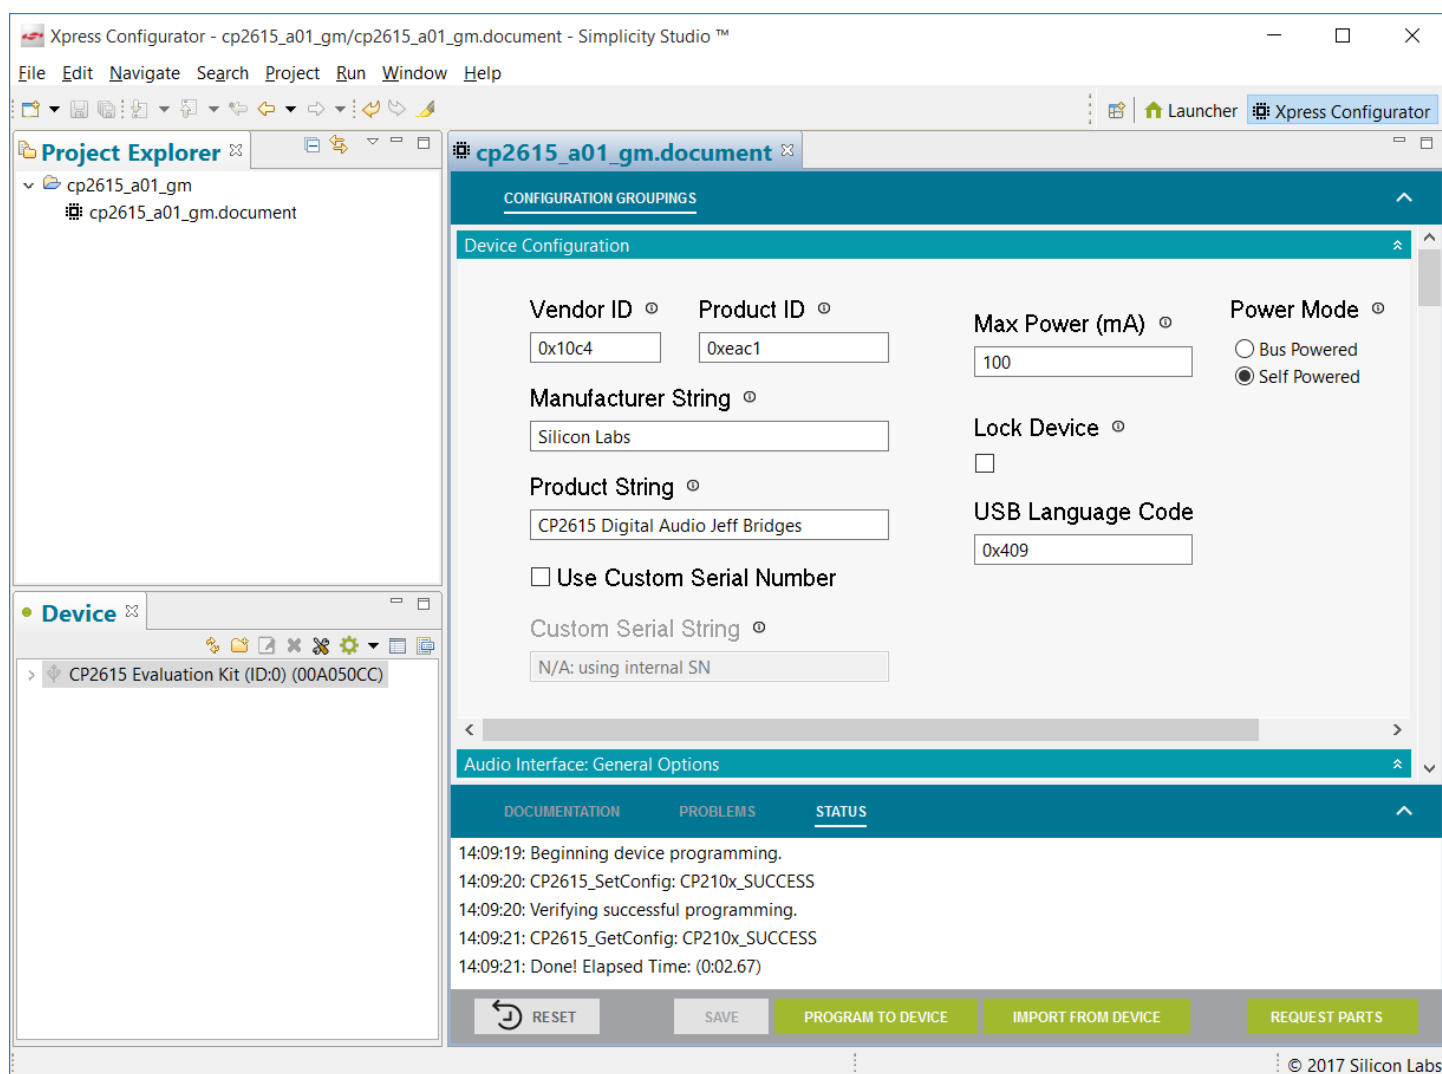 Xpress Configurator - cp2615_a01_gm/cp2615_a01_gm.document - Simplicity Studio ™
File Edit Navigate Search Project Run Window Help
Launcher Xpress Configurator
Project Explorer
cp2615_a01_gm
cp2615_a01_gm.document
Device
CP2615 Evaluation Kit (ID:0) (00A050CC)
cp2615_a01_gm.document
CONFIGURATION GROUPINGS
Device Configuration
Vendor ID Product ID
0x10c4 0xeac1
Manufacturer String
Silicon Labs
Product String
CP2615 Digital Audio Jeff Bridges
Use Custom Serial Number
Custom Serial String
N/A: using internal SN
Max Power (mA)
100
Lock Device
USB Language Code
0x409
Power Mode
Bus Powered
Self Powered
Audio Interface: General Options
DOCUMENTATION PROBLEMS STATUS
14:09:19: Beginning device programming.
14:09:20: CP2615_SetConfig: CP210x_SUCCESS
14:09:20: Verifying successful programming.
14:09:21: CP2615_GetConfig: CP210x_SUCCESS
14:09:21: Done! Elapsed Time: (0:02.67)
RESET SAVE PROGRAM TO DEVICE IMPORT FROM DEVICE REQUEST PARTS
© 2017 Silicon Labs